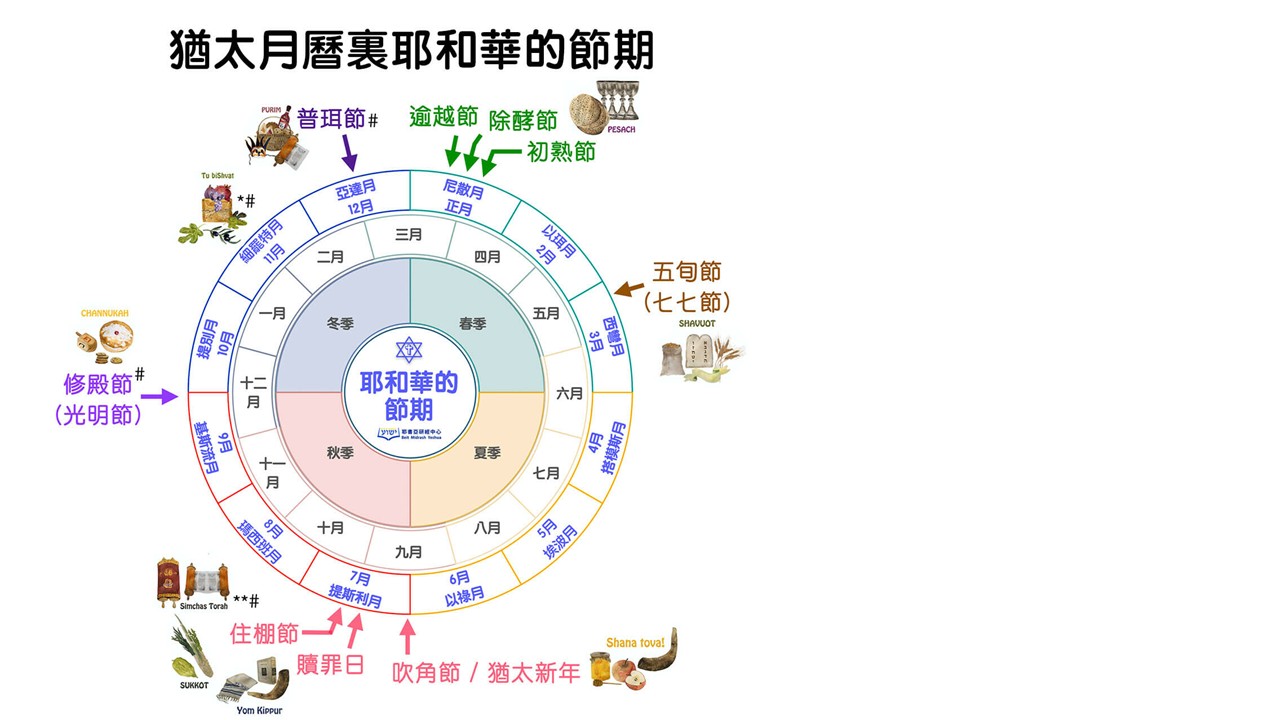 猶太月曆裏耶和華的節期
PURIM
普珥節#
逾越節
除酵節
初熟節
PESACH
Tu biShvat
*#
亞達月
12月
尼散月
正月
細罷特月
11月
以珥月
2月
三月
二月
四月
五旬節
(七七節)
SHAVUOT
一月
五月
CHANNUKAH
修殿節#
(光明節)
提別月
10月
冬季
春季
西彎月
3月
耶和華的
節期
ישוע
耶書亞研經中心
Beit Midrash Yeshua
十二
月
六月
9月
基斯流月
秋季
夏季
4月
搭模斯月
十一
月
七月
8月
瑪西班月
十月
八月
5月
埃波月
九月
7月
提斯利月
6月
以祿月
Simchas Torah
**#
住棚節
贖罪日
吹角節 / 猶太新年
Shana tova!
SUKKOT
Yom Kippur